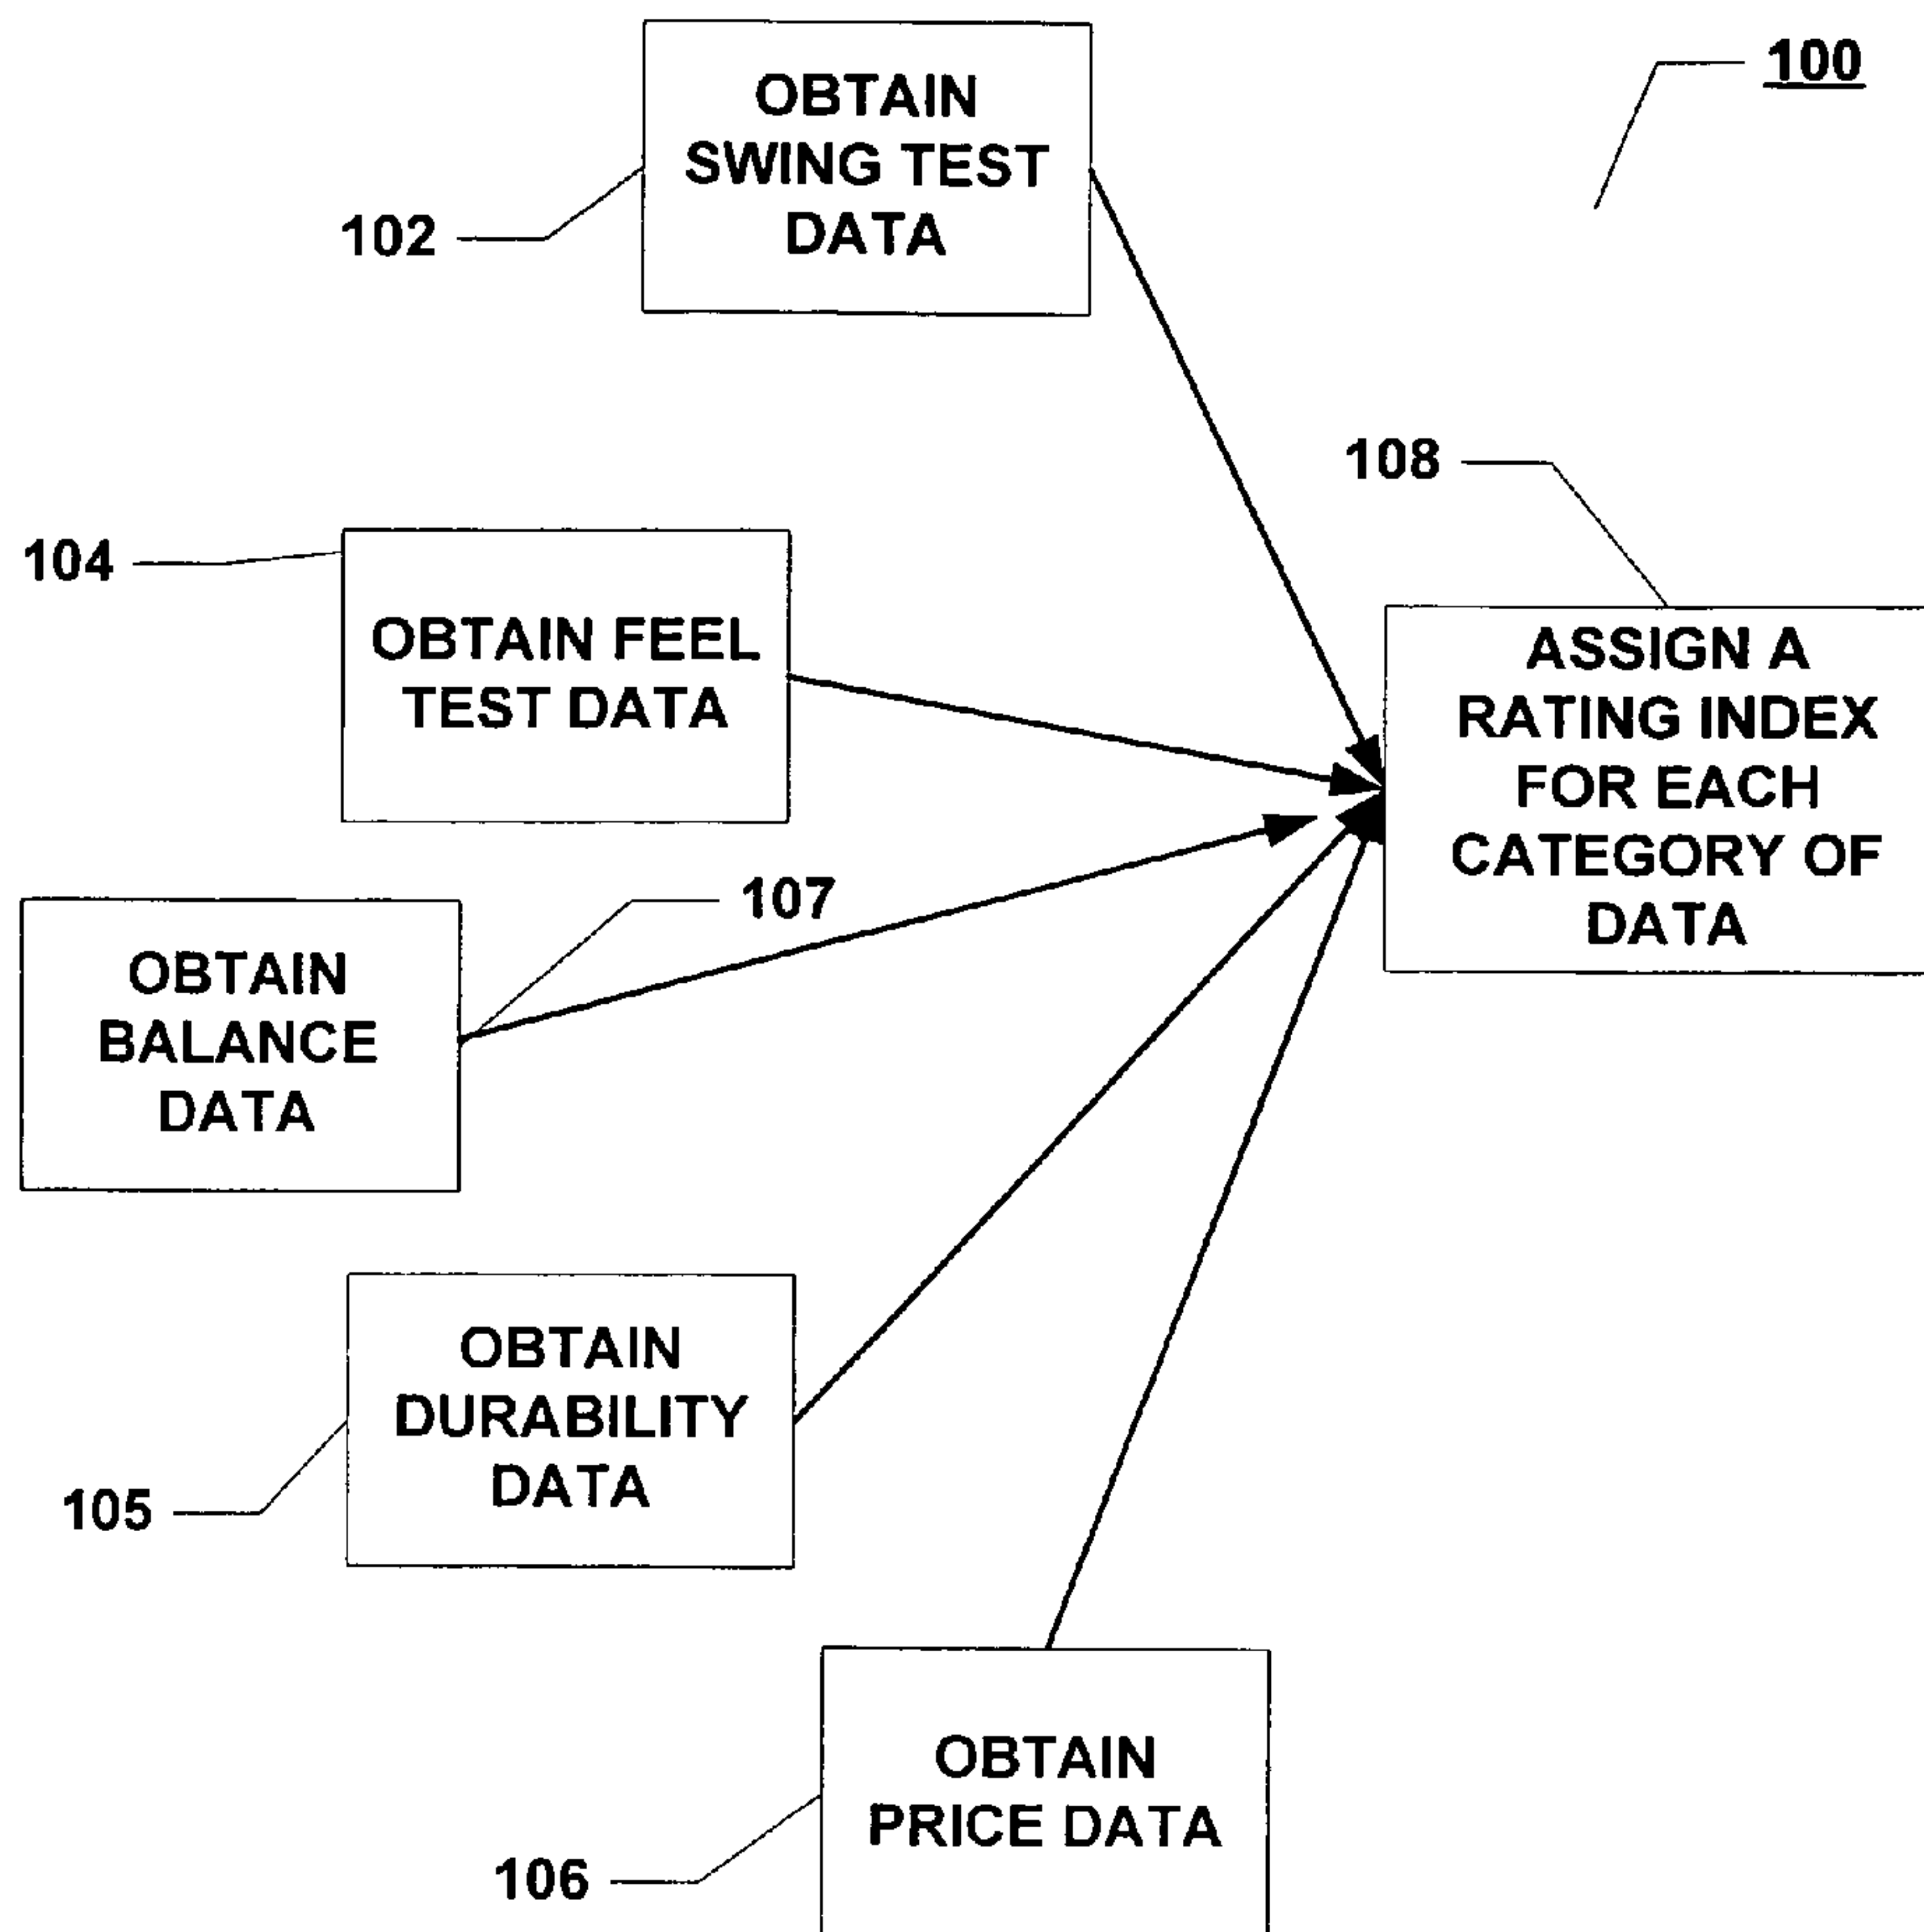 OBTAIN
SWING TEST
DATA
100
102
108
104
OBTAIN FEEL
TEST DATA
ASSIGN A
RATING INDEX
FOR EACH
CATEGORY OF
DATA
107
OBTAIN
BALANCE
DATA
OBTAIN
DURABILITY
DATA
105
OBTAIN
PRICE DATA
106